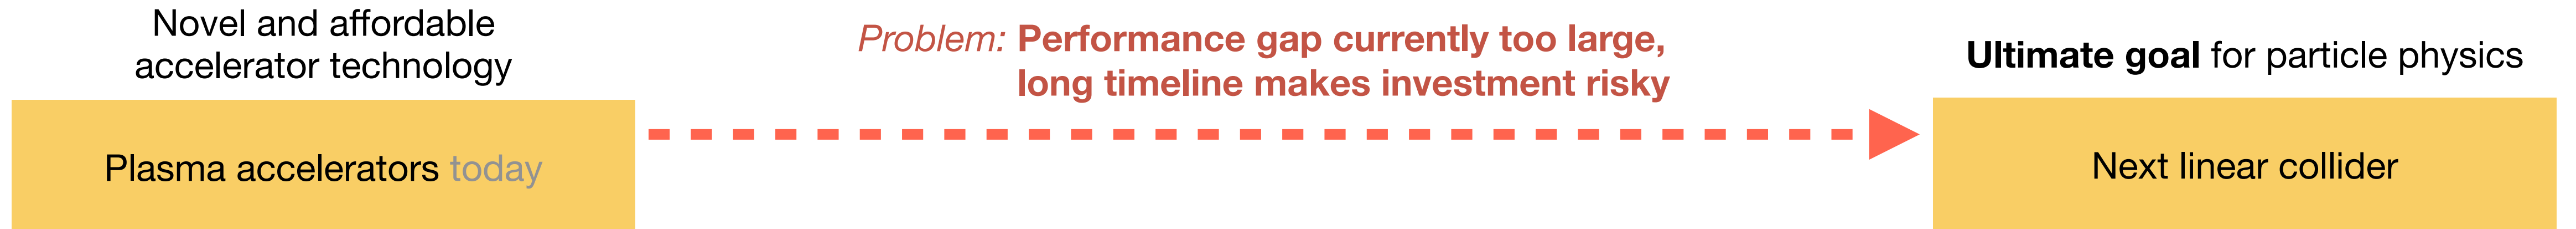 Novel and affordable
accelerator technology
Plasma accelerators today
Problem: Performance gap currently too large,
long timeline makes investment risky
Ultimate goal for particle physics
Next linear collider